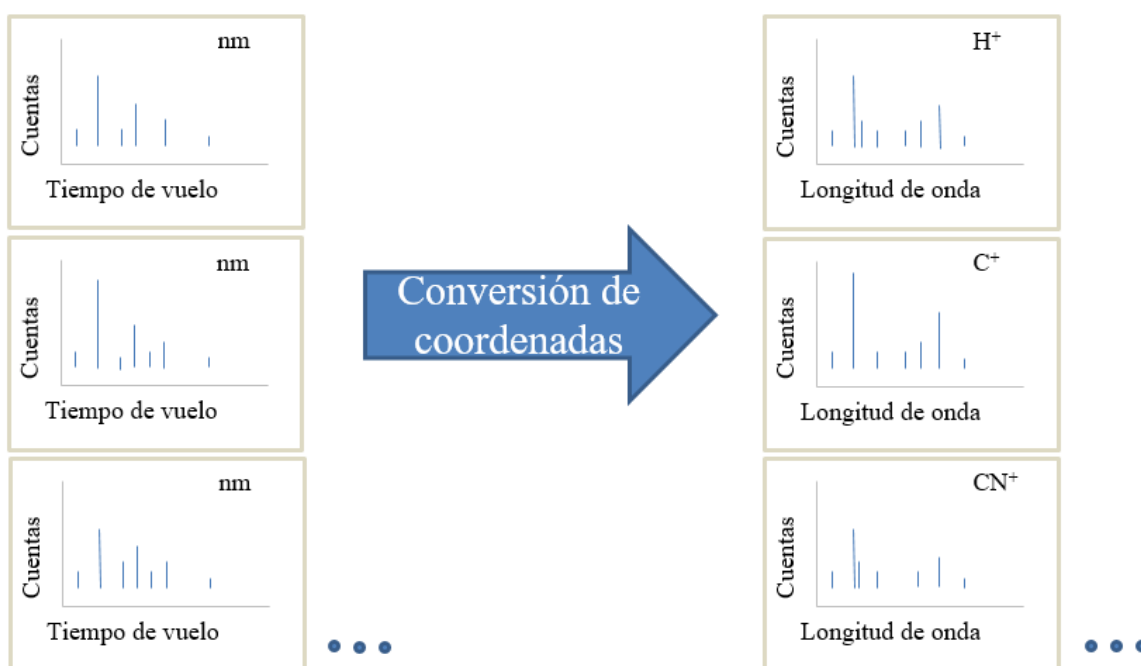 nm
Cuentas
Tiempo de vuelo
nm
Cuentas
Tiempo de vuelo
nm
Cuentas
Tiempo de vuelo
Conversión de
coordenadas
H⁺
Cuentas
Longitud de onda
C⁺
Cuentas
Longitud de onda
CN⁺
Cuentas
Longitud de onda